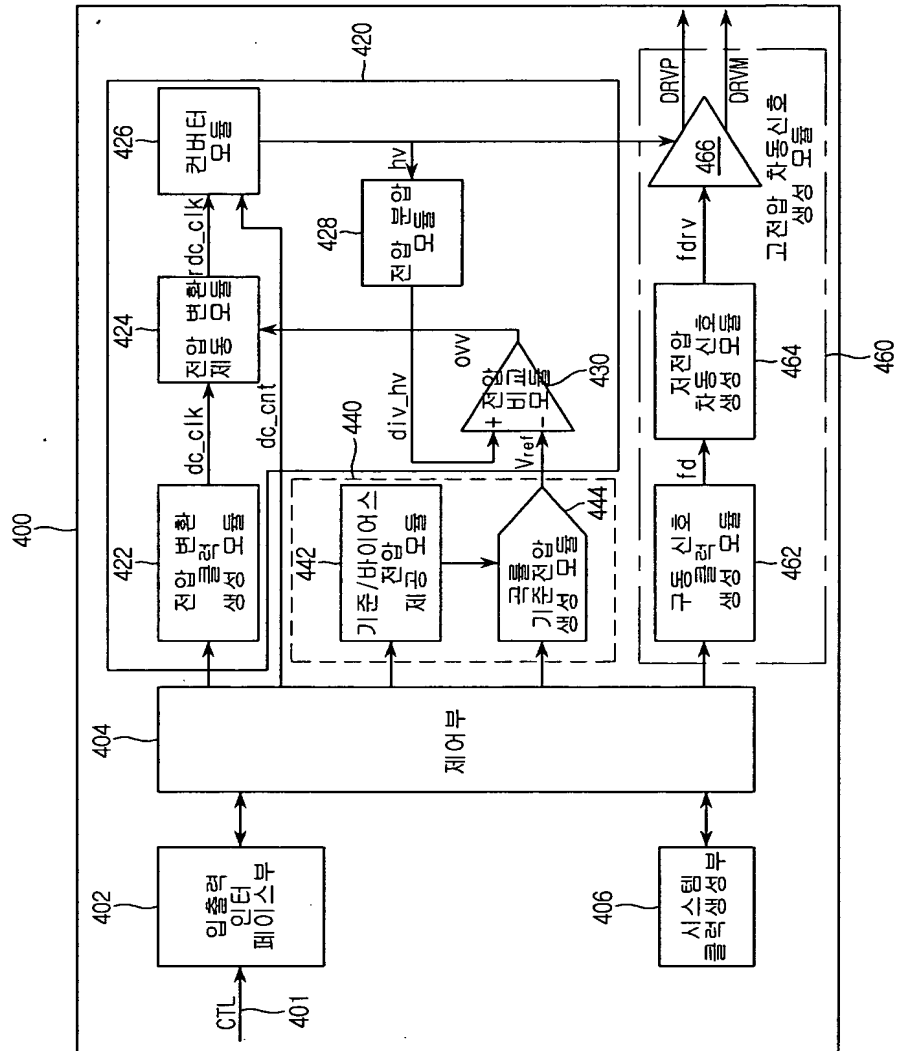 400
CTL
401
402
입출력
인터
페이스부
404
제어부
406
시스템
클럭생성부
420
422
전압 변환
클럭
생성 모듈
dc_clk
424
전압 변환
제동 모듈
rdc_clk
426
컨버터
모듈
dc_cnt
hv
428
전압 분압
모듈
div_hv
ovv
430
전압
비교모듈
+
-
Vref
440
442
기준/바이어스
전압
제공 모듈
444
굴곡
기준전압
생성 모듈
460
462
구동 신호
클럭
생성 모듈
fd
464
저전압
차동 신호
생성 모듈
fdrv
466
DRVP
DRVM
고전압 차동신호
생성 모듈